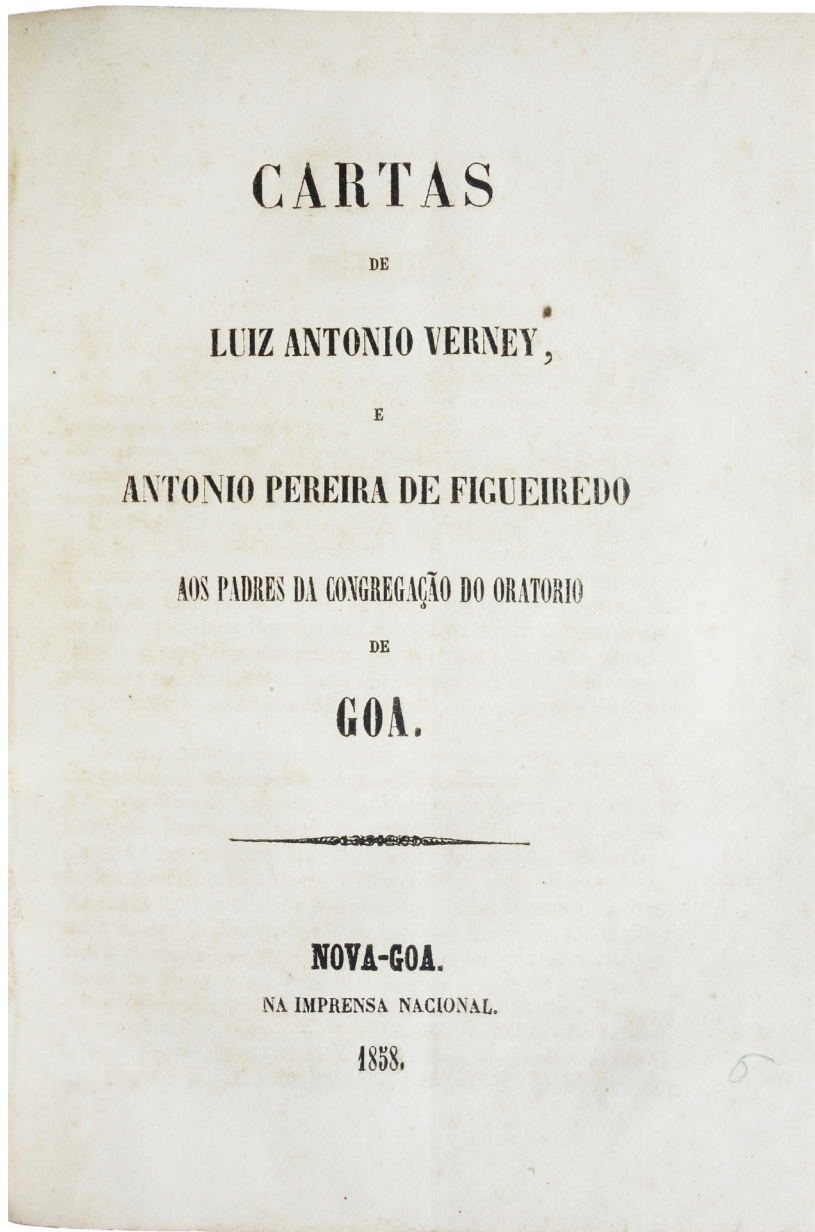 CARTAS
DE
LUIZ ANTONIO VERNEY,
E
ANTONIO PEREIRA DE FIGUEIREDO
AOS PADRES DA CONGREGAÇÃO DO ORATORIO
DE
GOA.
NOVA-GOA.
NA IMPRENSA NACIONAL.
1858.